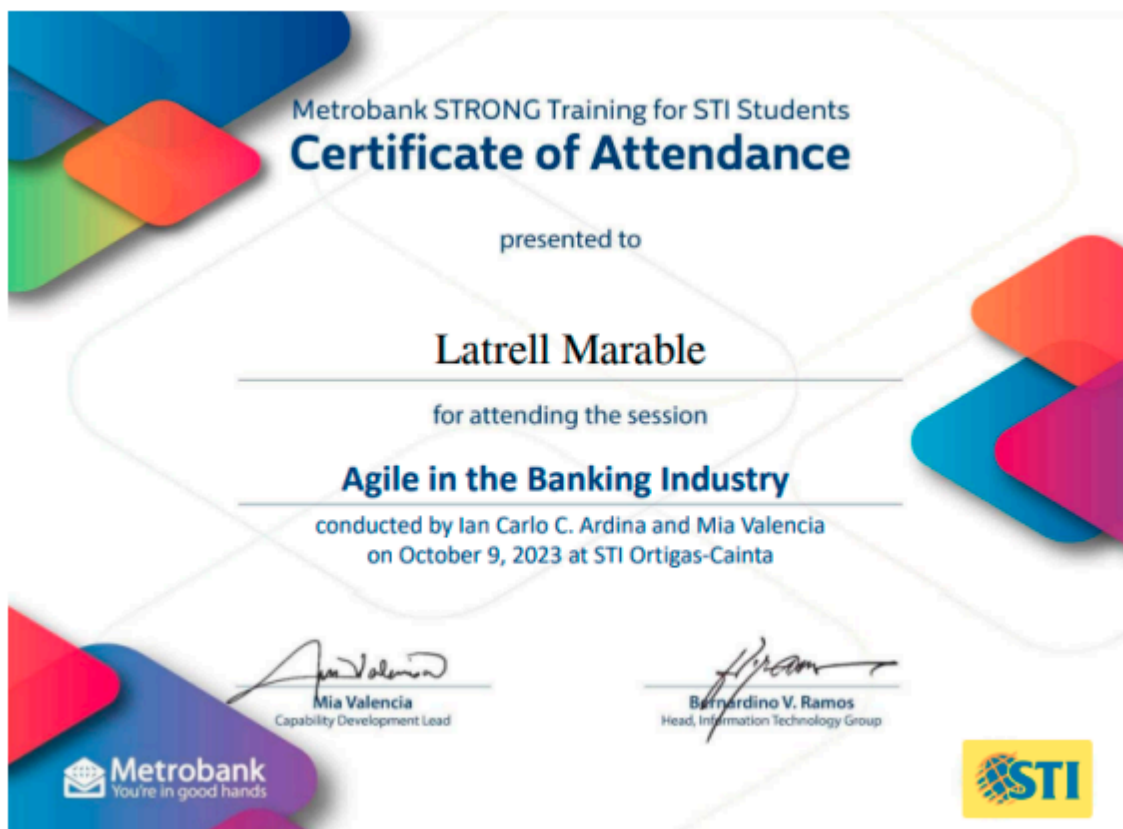 Metrobank STRONG Training for STI Students
Certificate of Attendance
presented to
Latrell Marable
for attending the session
Agile in the Banking Industry
conducted by Ian Carlo C. Ardina and Mia Valencia
on October 9, 2023 at STI Ortigas-Cainta
Mia Valencia
Capability Development Lead
Bernardino V. Ramos
Head, Information Technology Group
Metrobank
You're in good hands
STI